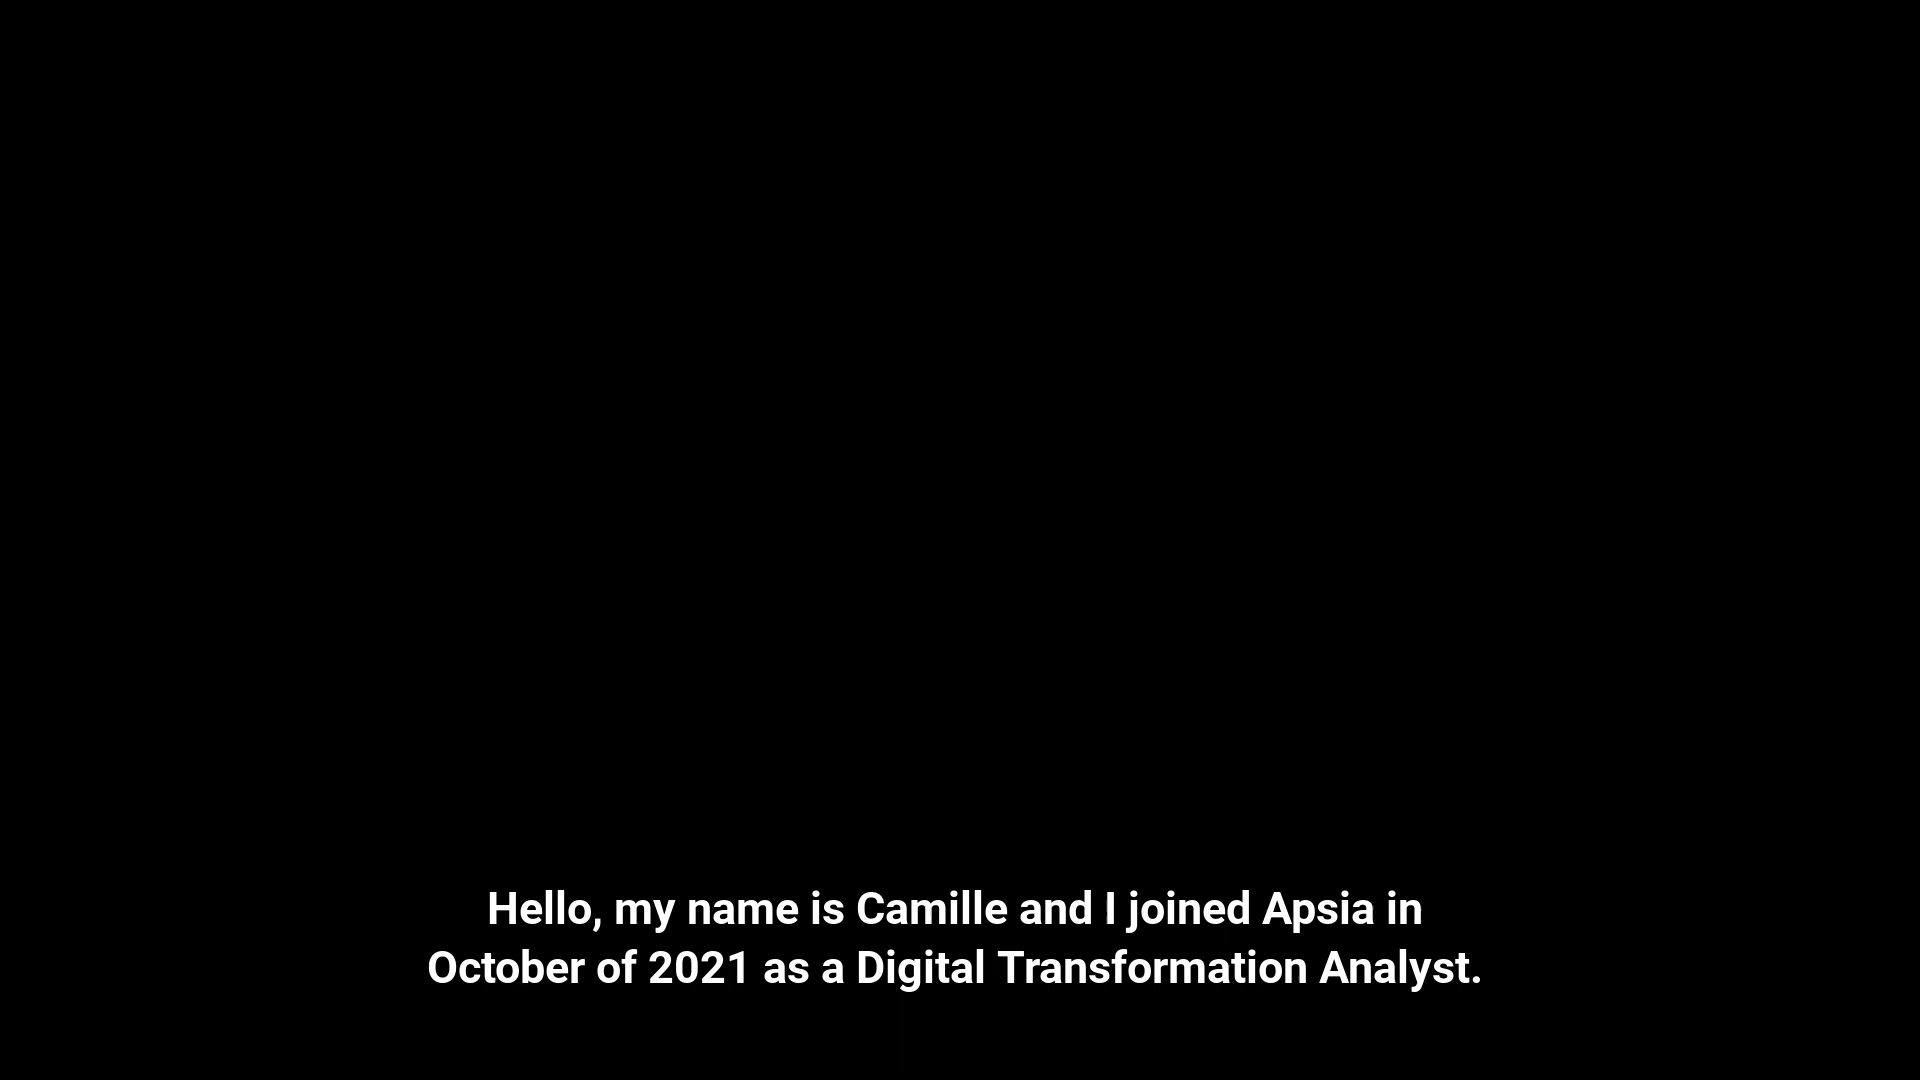 Hello, my name is Camille and I joined Apsia in
October of 2021 as a Digital Transformation Analyst.